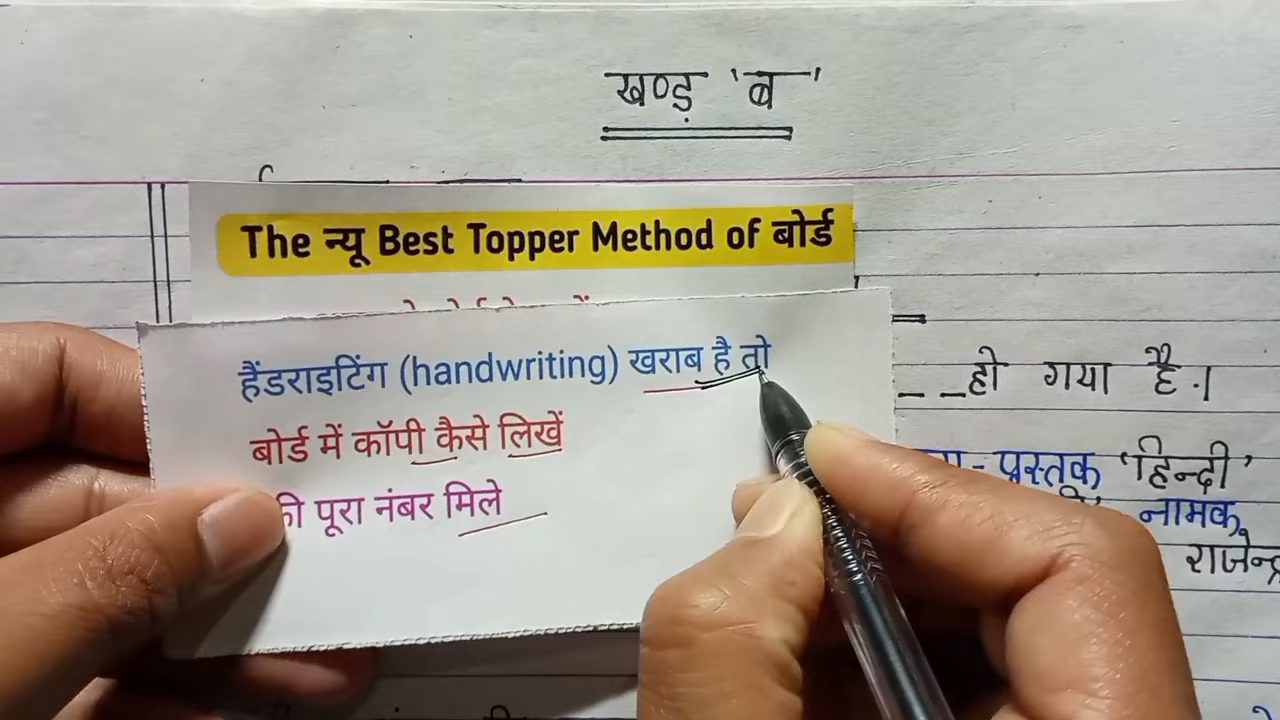 खण्ड़ 'ब'
The न्यू Best Topper Method of बोर्ड
हैंडराइटिंग (handwriting) खराब है तो
बोर्ड में कॉपी कैसे लिखें
की पूरा नंबर मिले
हो गया है।
पुस्तक 'हिन्दी'
नामक
राजेन्द्र